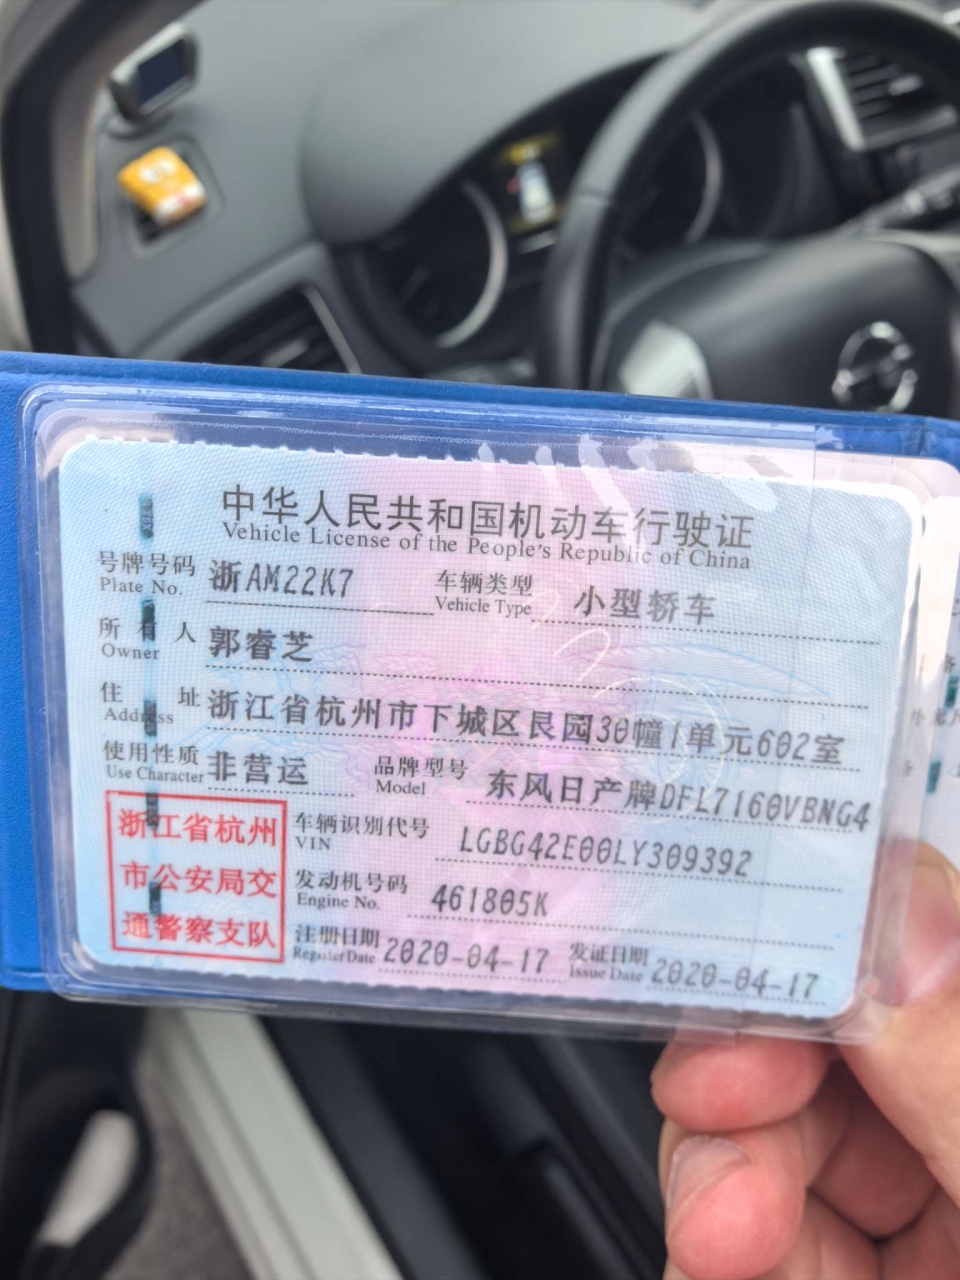 中华人民共和国机动车行驶证
Vehicle License of the People's Republic of China
号牌号码 浙AM22K7 车辆类型 小型轿车
Plate No. Vehicle Type
所有人 郭睿芝
Owner
住址 浙江省杭州市下城区艮园30幢1单元602室
Address
使用性质 非营运 品牌型号 东风日产牌DFL7160VBNG4
Use Character Model
浙江省杭州
市公安局交
通警察支队
车辆识别代号 LGBG42E00LY309392
VIN
发动机号码 461805K
Engine No.
注册日期 2020-04-17 发证日期 2020-04-17
Register Date Issue Date